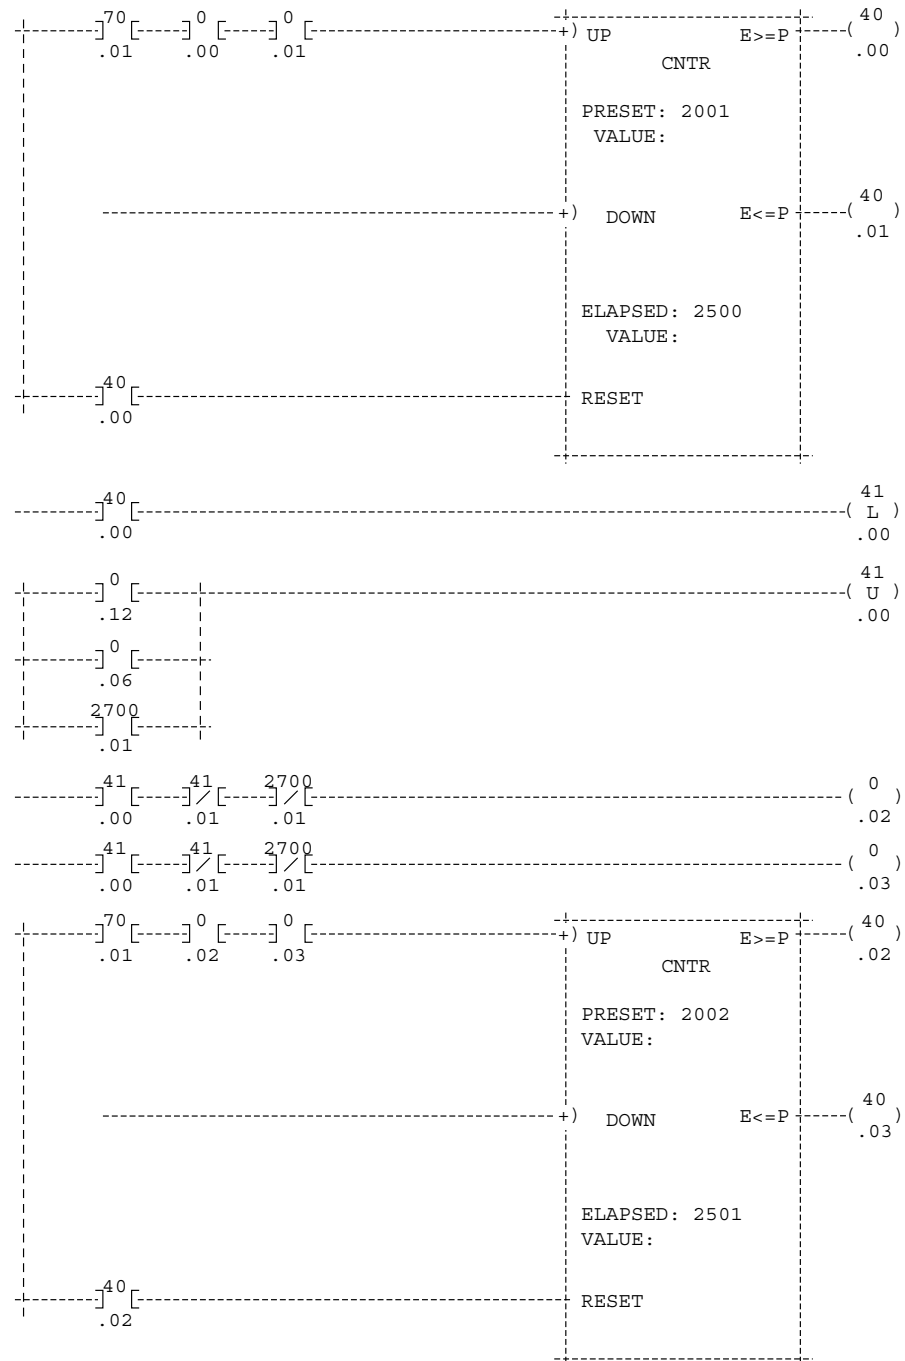 70 0 0 40
+) UP E>=P ( )
.01 .00 .01 .00
CNTR
PRESET: 2001
VALUE:
40
+) DOWN E<=P ( )
.01
ELAPSED: 2500
VALUE:
40
RESET
.00
40 41
( L )
.00 .00
0 41
( U )
.12 .00
0
.06
2700
.01
41 41 2700 0
( )
.00 .01 .01 .02
41 41 2700 0
( )
.00 .01 .01 .03
70 0 0 40
+) UP E>=P ( )
.01 .02 .03 .02
CNTR
PRESET: 2002
VALUE:
40
+) DOWN E<=P ( )
.03
ELAPSED: 2501
VALUE:
40
RESET
.02